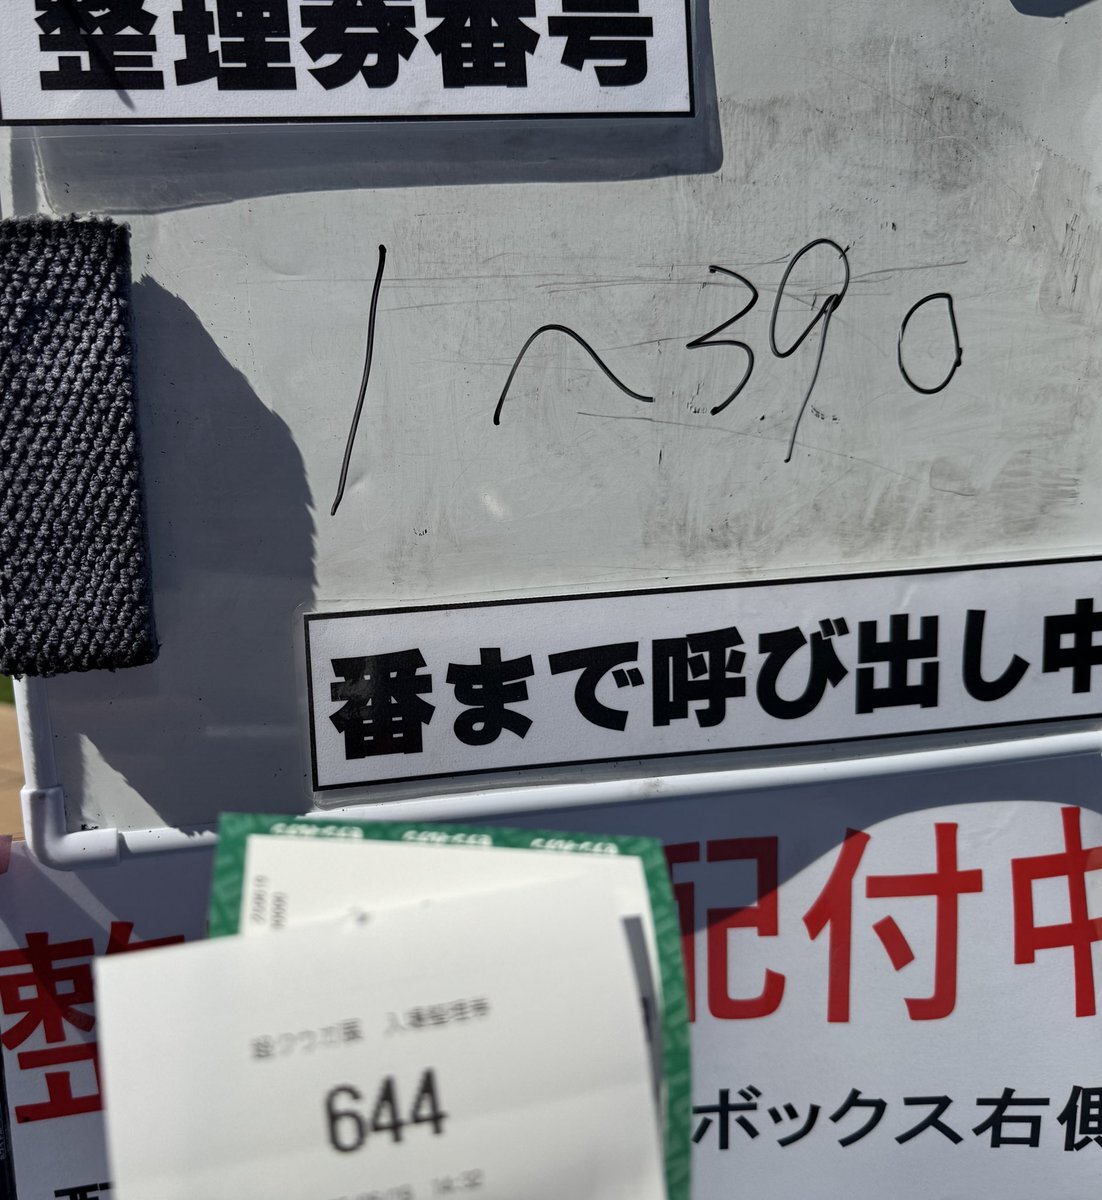 整理券番号
1～390
番まで呼び出し中
配付中
整
入場整理券
644
ボックス右側